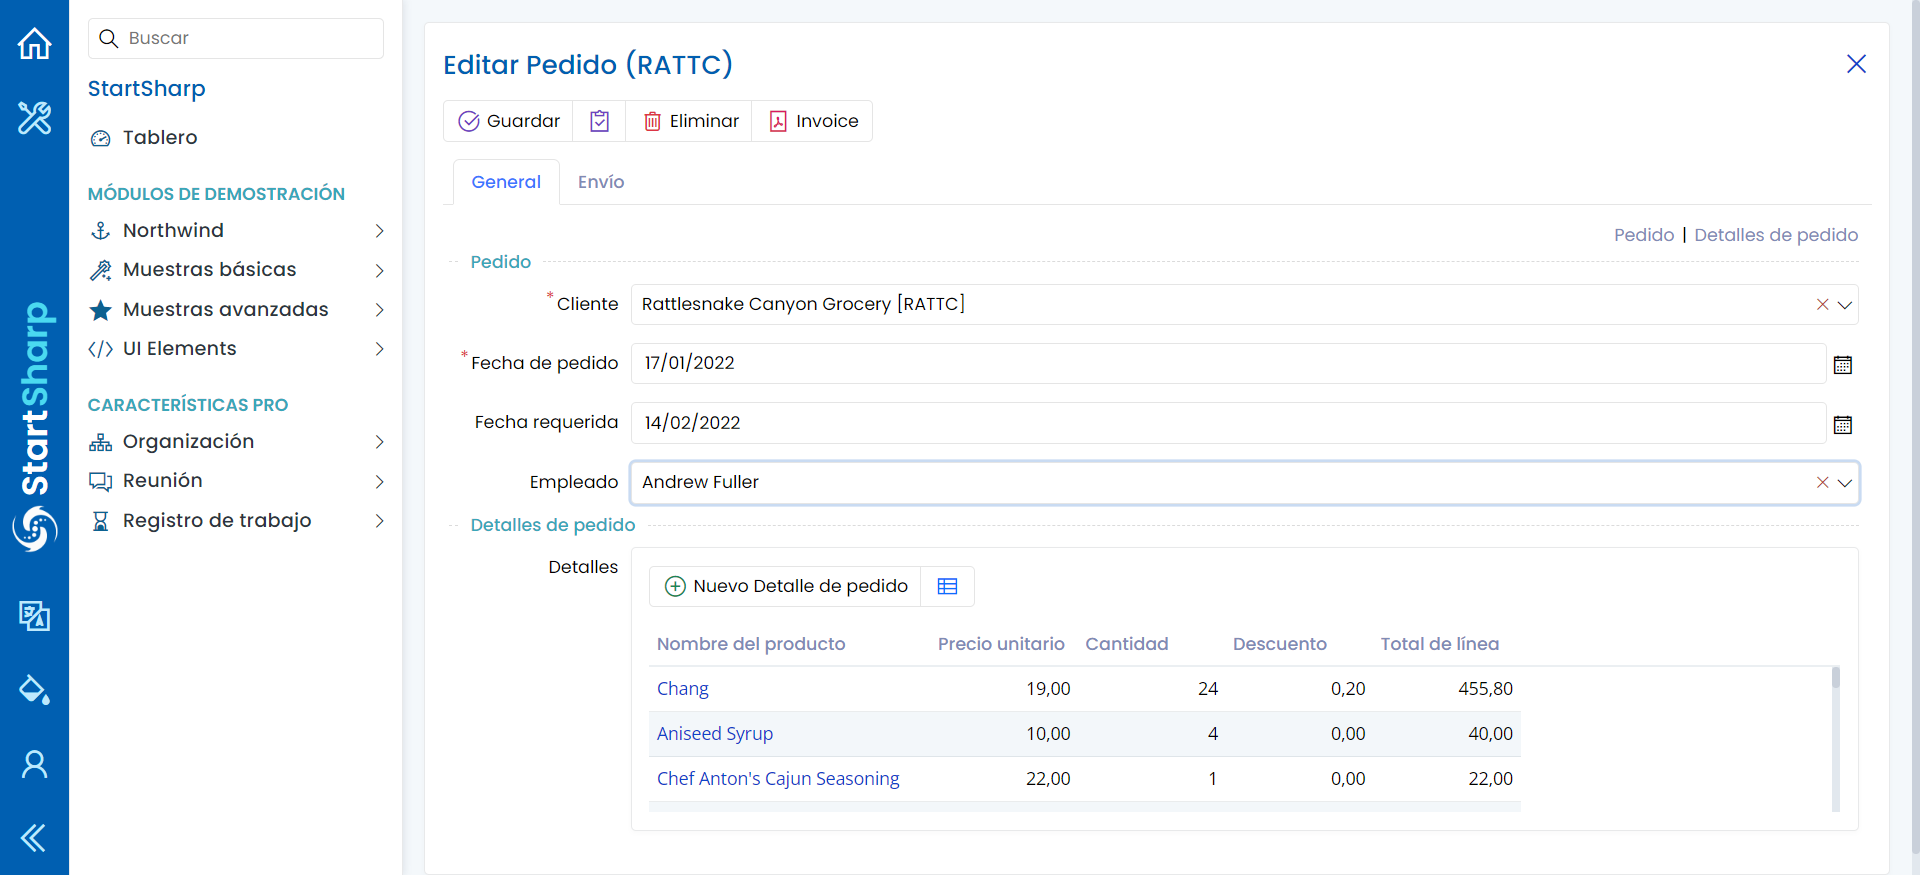 Buscar
StartSharp
Tablero
MÓDULOS DE DEMOSTRACIÓN
Northwind
Muestras básicas
Muestras avanzadas
UI Elements
CARACTERÍSTICAS PRO
Organización
Reunión
Registro de trabajo
StartSharp
Editar Pedido (RATTC)
Guardar
Eliminar
Invoice
General
Envío
Pedido | Detalles de pedido
Pedido
* Cliente
Rattlesnake Canyon Grocery [RATTC]
* Fecha de pedido
17/01/2022
Fecha requerida
14/02/2022
Empleado
Andrew Fuller
Detalles de pedido
Detalles
Nuevo Detalle de pedido
Nombre del producto Precio unitario Cantidad Descuento Total de línea
Chang 19,00 24 0,20 455,80
Aniseed Syrup 10,00 4 0,00 40,00
Chef Anton's Cajun Seasoning 22,00 1 0,00 22,00